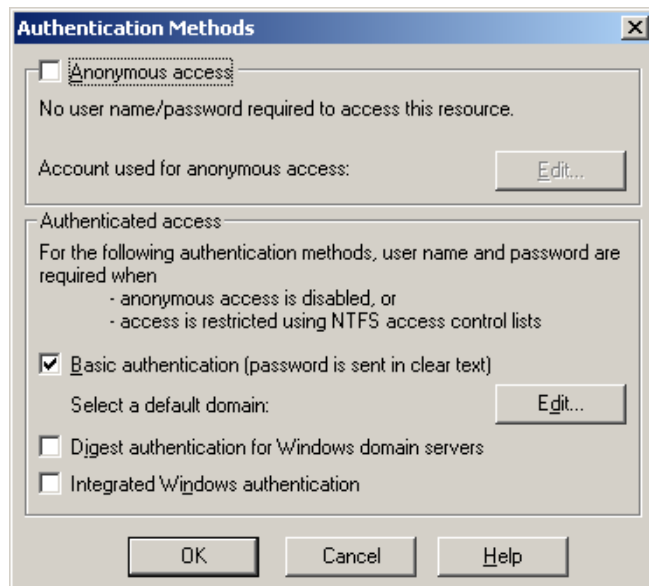 Authentication Methods
Anonymous access
No user name/password required to access this resource.
Account used for anonymous access:
Edit...
Authenticated access
For the following authentication methods, user name and password are
required when
- anonymous access is disabled, or
- access is restricted using NTFS access control lists
Basic authentication (password is sent in clear text)
Select a default domain:
Edit...
Digest authentication for Windows domain servers
Integrated Windows authentication
OK
Cancel
Help